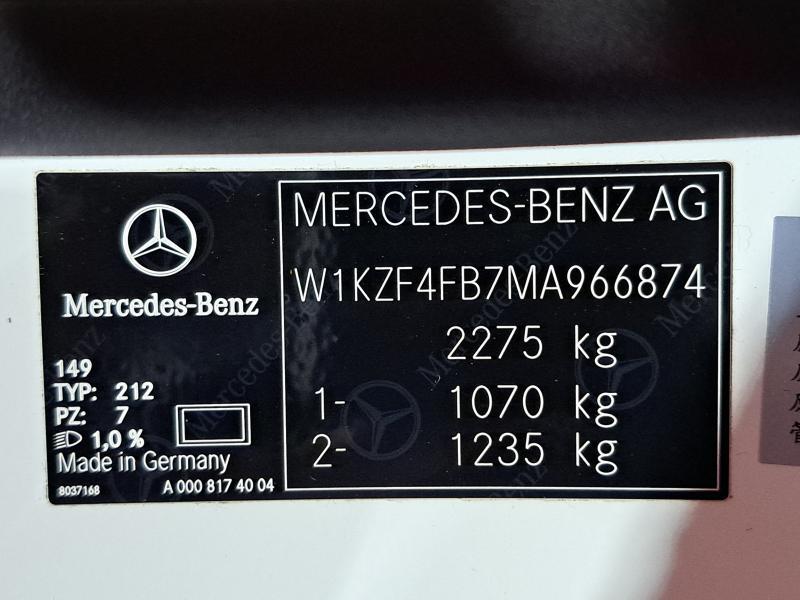 Mercedes-Benz
149
TYP: 212
PZ: 7
1,0 %
Made in Germany
8037168 A 000 817 40 04
MERCEDES-BENZ AG
W1KZF4FB7MA966874
2275 kg
1- 1070 kg
2- 1235 kg
管